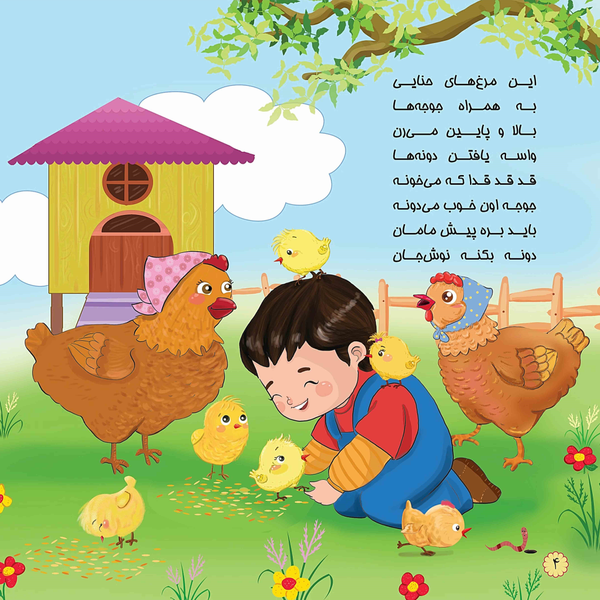 این مرغ‌های حنایی
به همراه جوجه‌ها
بالا و پایین می‌رن
واسه یافتن دونه‌ها
قد قد قدا که می‌خونه
جوجه اون خوب می‌دونه
باید بره پیش مامان
دونه بکنه نوش‌جان
۴